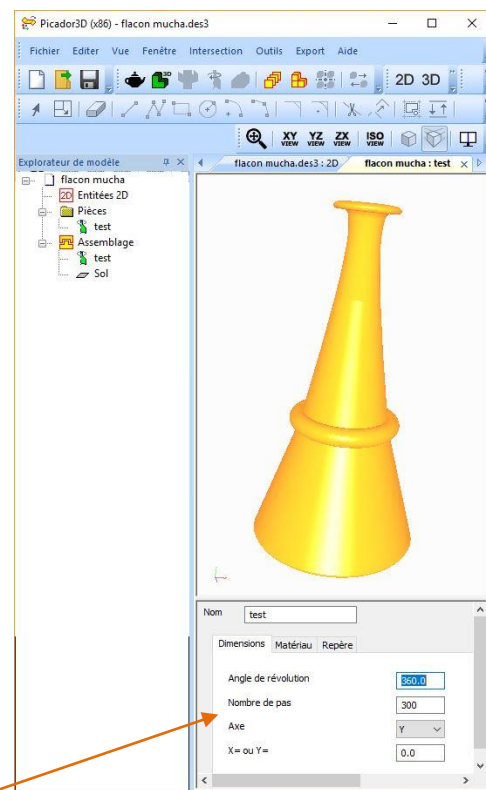 Picador3D (x86) - flacon mucha.des3
Fichier Editer Vue Fenêtre Intersection Outils Export Aide
2D 3D
XY VIEW YZ VIEW ZX VIEW ISO VIEW
Explorateur de modèle
flacon mucha.des3 : 2D flacon mucha : test
flacon mucha
2D Entitées 2D
Pièces
test
Assemblage
test
Sol
Nom test
Dimensions Matériau Repère
Angle de révolution 360.0
Nombre de pas 300
Axe Y
X= ou Y= 0.0